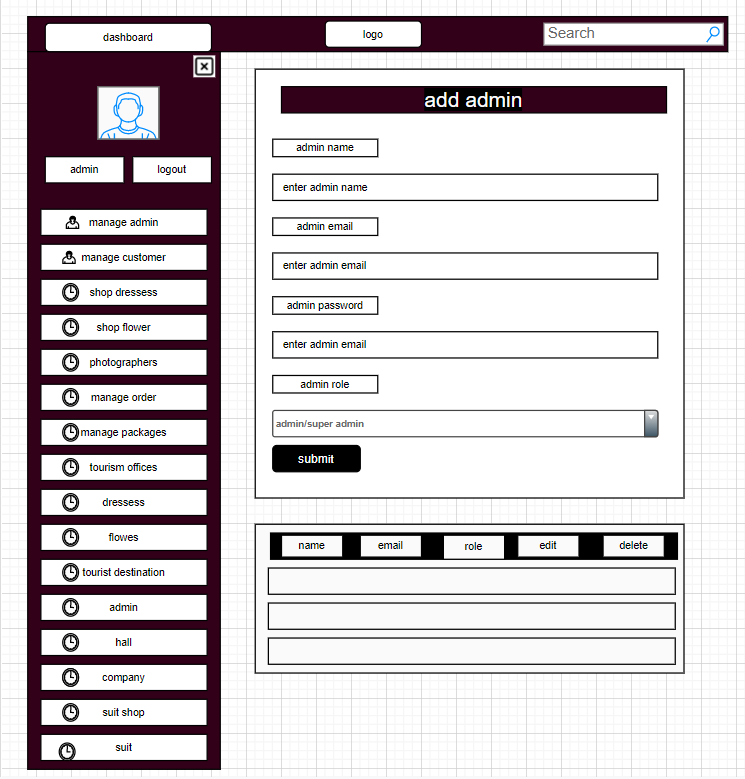 dashboard
logo
Search
admin
logout
manage admin
manage customer
shop dressess
shop flower
photographers
manage order
manage packages
tourism offices
dressess
flowes
tourist destination
admin
hall
company
suit shop
suit
add admin
admin name
enter admin name
admin email
enter admin email
admin password
enter admin email
admin role
admin/super admin
submit
name email role edit delete